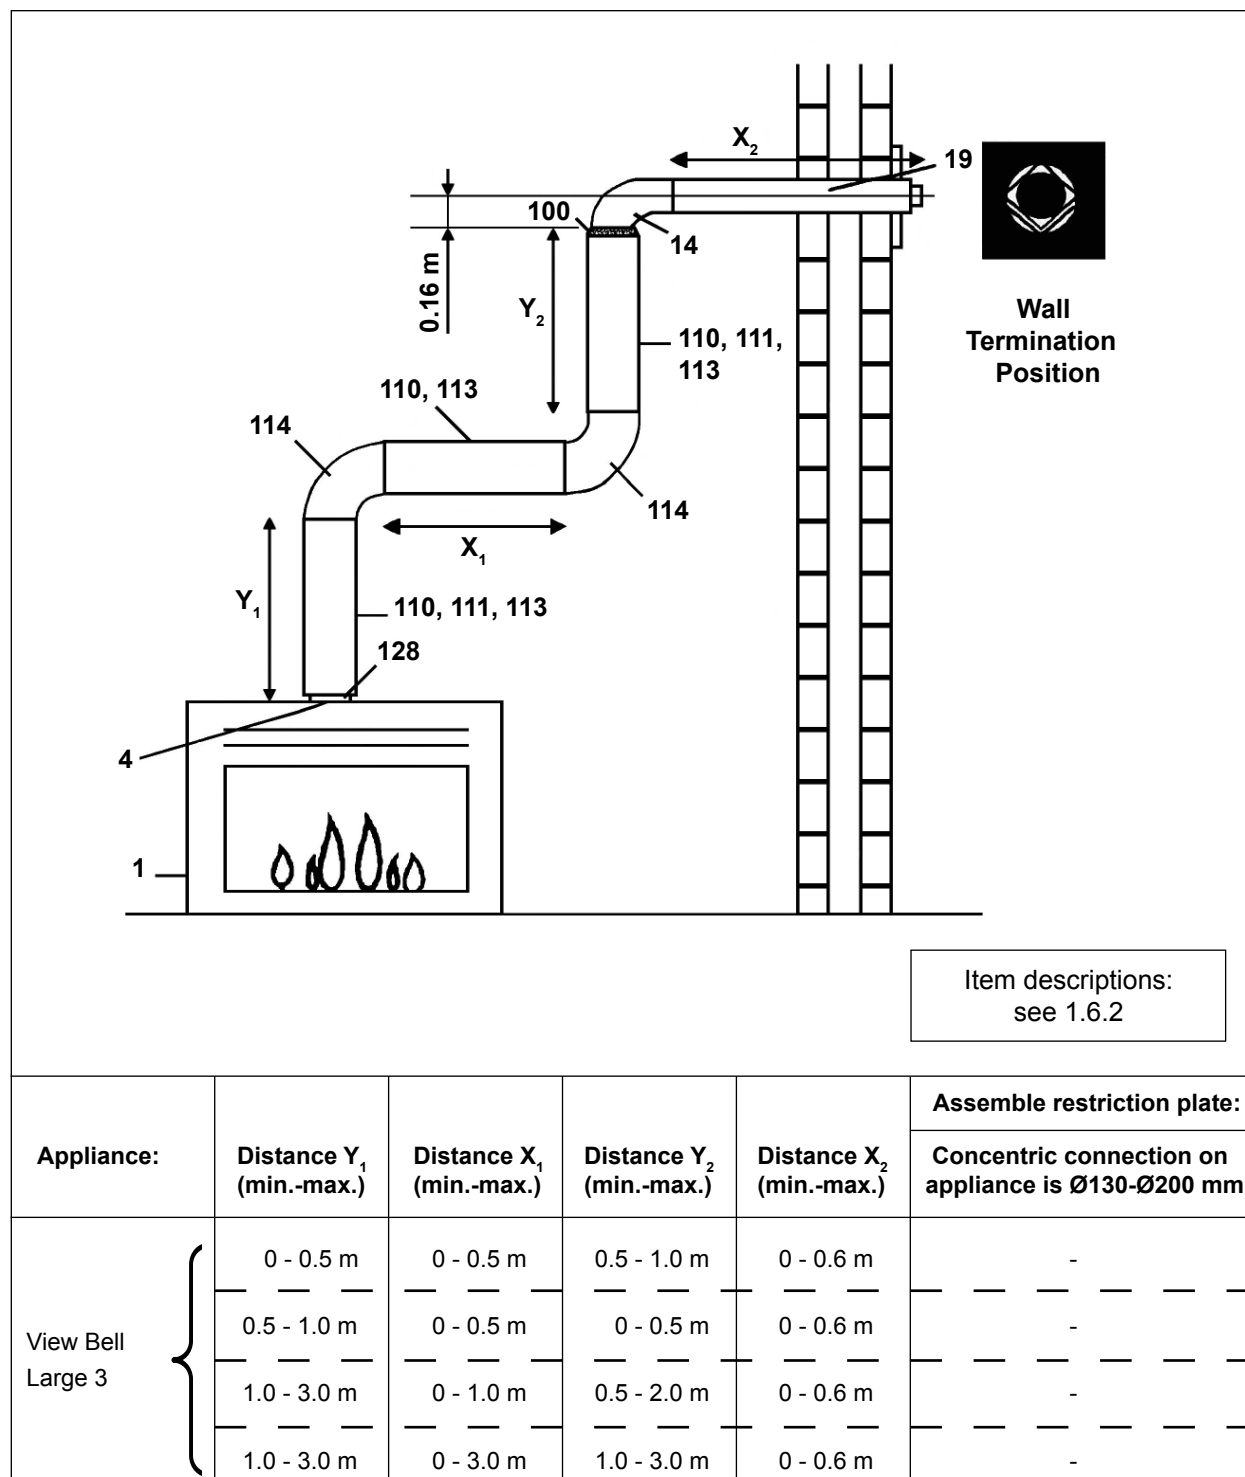 X2
19
100
14
0.16 m
Y2
Wall
Termination
Position
110, 111,
113
110, 113
114
114
X1
Y1
110, 111, 113
128
4
1
Item descriptions:
see 1.6.2
Appliance:
Distance Y1
(min.-max.)
Distance X1
(min.-max.)
Distance Y2
(min.-max.)
Distance X2
(min.-max.)
Assemble restriction plate:
Concentric connection on
appliance is Ø130-Ø200 mm
View Bell
Large 3
0 - 0.5 m 0 - 0.5 m 0.5 - 1.0 m 0 - 0.6 m -
0.5 - 1.0 m 0 - 0.5 m 0 - 0.5 m 0 - 0.6 m -
1.0 - 3.0 m 0 - 1.0 m 0.5 - 2.0 m 0 - 0.6 m -
1.0 - 3.0 m 0 - 3.0 m 1.0 - 3.0 m 0 - 0.6 m -